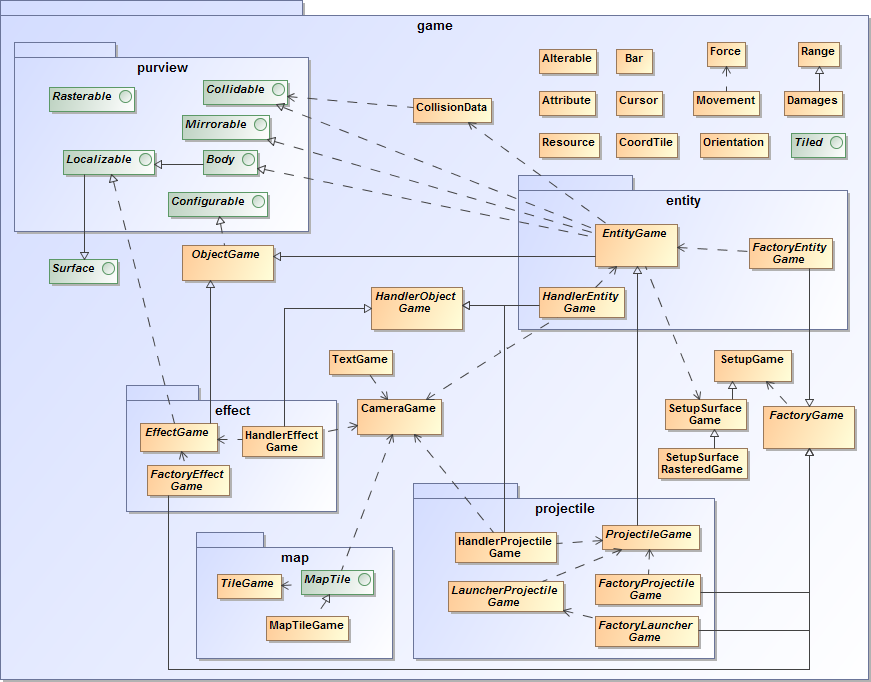 game
purview
Rasterable
Collidable
Mirrorable
Localizable
Body
Configurable
Surface
ObjectGame
CollisionData
Alterable
Bar
Force
Range
Attribute
Cursor
Movement
Damages
Resource
CoordTile
Orientation
Tiled
entity
EntityGame
FactoryEntity
Game
HandlerEntity
Game
HandlerObject
Game
TextGame
CameraGame
SetupGame
SetupSurface
Game
FactoryGame
SetupSurface
RasteredGame
effect
EffectGame
HandlerEffect
Game
FactoryEffect
Game
map
TileGame
MapTile
MapTileGame
projectile
HandlerProjectile
Game
ProjectileGame
LauncherProjectile
Game
FactoryProjectile
Game
FactoryLauncher
Game